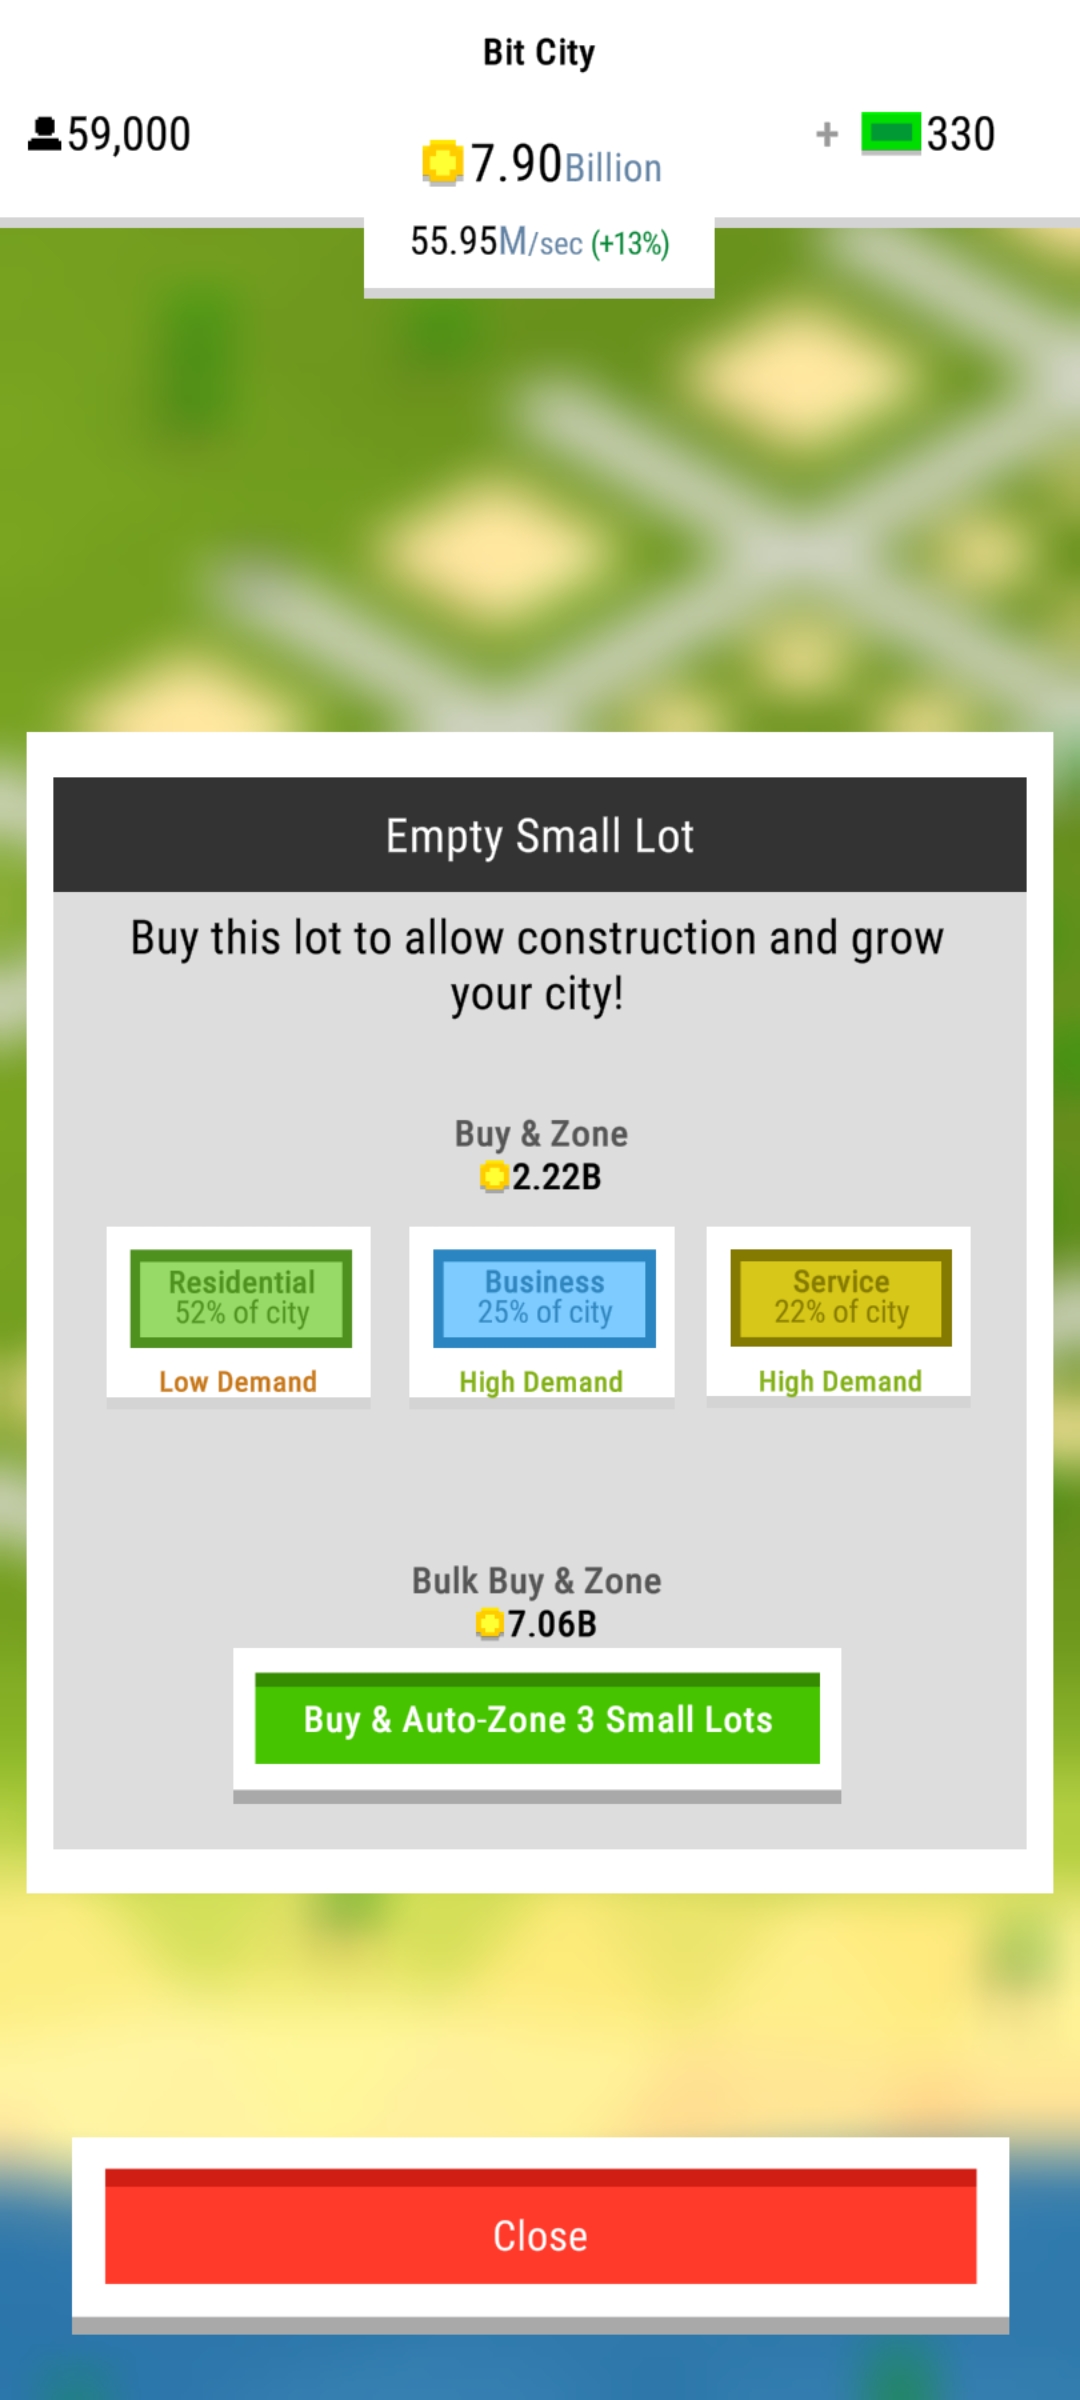 Bit City
59,000
7.90Billion
+ 330
55.95M/sec (+13%)
Empty Small Lot
Buy this lot to allow construction and grow
your city!
Buy & Zone
2.22B
Residential
52% of city
Low Demand
Business
25% of city
High Demand
Service
22% of city
High Demand
Bulk Buy & Zone
7.06B
Buy & Auto-Zone 3 Small Lots
Close